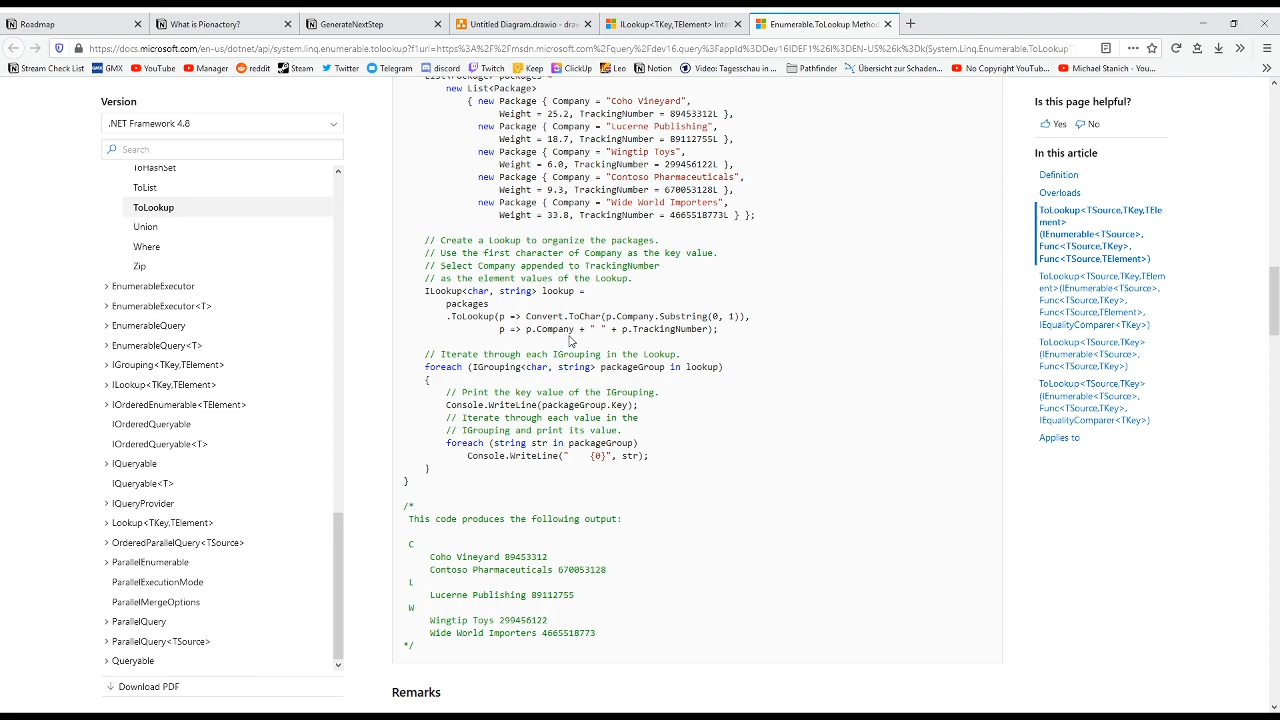 Roadmap
What is Pionactory?
GenerateNextStep
Untitled Diagram.drawio - draw
ILookup<TKey,TElement> Inte
Enumerable.ToLookup Method
https://docs.microsoft.com/en-us/dotnet/api/system.linq.enumerable.tolookup?f1url=https%3A%2F%2Fmsdn.microsoft.com%2Fquery%2Fdev16.query%3FappId%3DDev16IDEF1%26l%3DEN-US%26k%3Dk(System.Linq.Enumerable.ToLookup
Stream Check List
GMX
YouTube
Manager
reddit
Steam
Twitter
Telegram
discord
Twitch
Keep
ClickUp
Leo
Notion
Video: Tagesschau in ...
Pathfinder
Übersicht zur Schaden...
No Copyright YouTube...
Michael Stanich - You...
Version
.NET Framework 4.8
Search
ToHashSet
ToList
ToLookup
Union
Where
Zip
EnumerableExecutor
EnumerableExecutor<T>
EnumerableQuery
EnumerableQuery<T>
IGrouping<TKey,TElement>
ILookup<TKey,TElement>
IOrderedEnumerable<TElement>
IOrderedQueryable
IOrderedQueryable<T>
IQueryable
IQueryable<T>
IQueryProvider
Lookup<TKey,TElement>
OrderedParallelQuery<TSource>
ParallelEnumerable
ParallelExecutionMode
ParallelMergeOptions
ParallelQuery
ParallelQuery<TSource>
Queryable
Download PDF
List<Package> packages =
new List<Package>
{ new Package { Company = "Coho Vineyard",
Weight = 25.2, TrackingNumber = 89453312L },
new Package { Company = "Lucerne Publishing",
Weight = 18.7, TrackingNumber = 89112755L },
new Package { Company = "Wingtip Toys",
Weight = 6.0, TrackingNumber = 299456122L },
new Package { Company = "Contoso Pharmaceuticals",
Weight = 9.3, TrackingNumber = 670053128L },
new Package { Company = "Wide World Importers",
Weight = 33.8, TrackingNumber = 4665518773L } };
// Create a Lookup to organize the packages.
// Use the first character of Company as the key value.
// Select Company appended to TrackingNumber
// as the element values of the Lookup.
ILookup<char, string> lookup =
packages
.ToLookup(p => Convert.ToChar(p.Company.Substring(0, 1)),
p => p.Company + " " + p.TrackingNumber);
// Iterate through each IGrouping in the Lookup.
foreach (IGrouping<char, string> packageGroup in lookup)
{
// Print the key value of the IGrouping.
Console.WriteLine(packageGroup.Key);
// Iterate through each value in the
// IGrouping and print its value.
foreach (string str in packageGroup)
Console.WriteLine("    {0}", str);
}
}
/*
This code produces the following output:
C
Coho Vineyard 89453312
Contoso Pharmaceuticals 670053128
L
Lucerne Publishing 89112755
W
Wingtip Toys 299456122
Wide World Importers 4665518773
*/
Remarks
Is this page helpful?
Yes No
In this article
Definition
Overloads
ToLookup<TSource,TKey,TEle
ment>
(IEnumerable<TSource>,
Func<TSource,TKey>,
Func<TSource,TElement>)
ToLookup<TSource,TKey,TElem
ent>(IEnumerable<TSource>,
Func<TSource,TKey>,
Func<TSource,TElement>,
IEqualityComparer<TKey>)
ToLookup<TSource,TKey>
(IEnumerable<TSource>,
Func<TSource,TKey>)
ToLookup<TSource,TKey>
(IEnumerable<TSource>,
Func<TSource,TKey>,
IEqualityComparer<TKey>)
Applies to